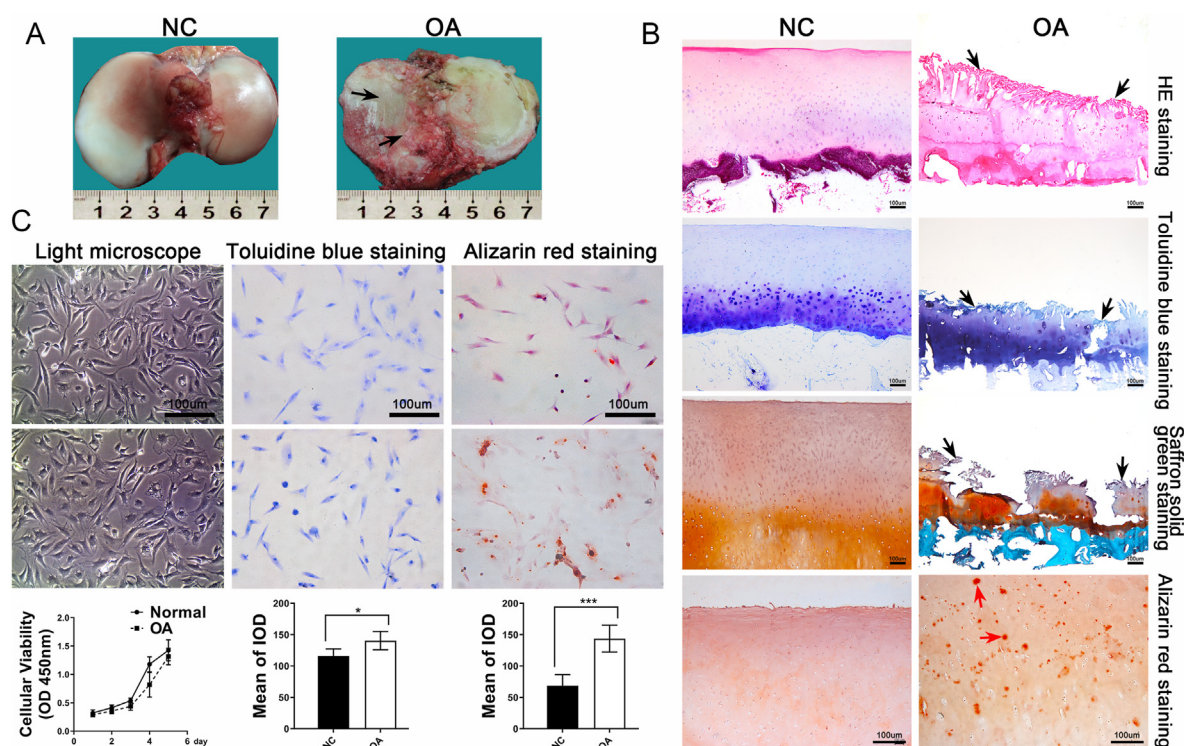 A
NC
OA
1 2 3 4 5 6 7
1 2 3 4 5 6 7
B
NC
OA
HE staining
100um
100um
Toluidine blue staining
100um
100um
Saffron solid
green staining
100um
100um
Alizarin red staining
100um
100um
C
Light microscope
Toluidine blue staining
Alizarin red staining
100um
100um
100um
Cellular Viability
(OD 450nm)
Normal
OA
2.0
1.5
1.0
0.5
0.0
0 2 4 6 day
Mean of IOD
200
150
100
50
0
*
NC
OA
Mean of IOD
200
150
100
50
0
***
NC
OA